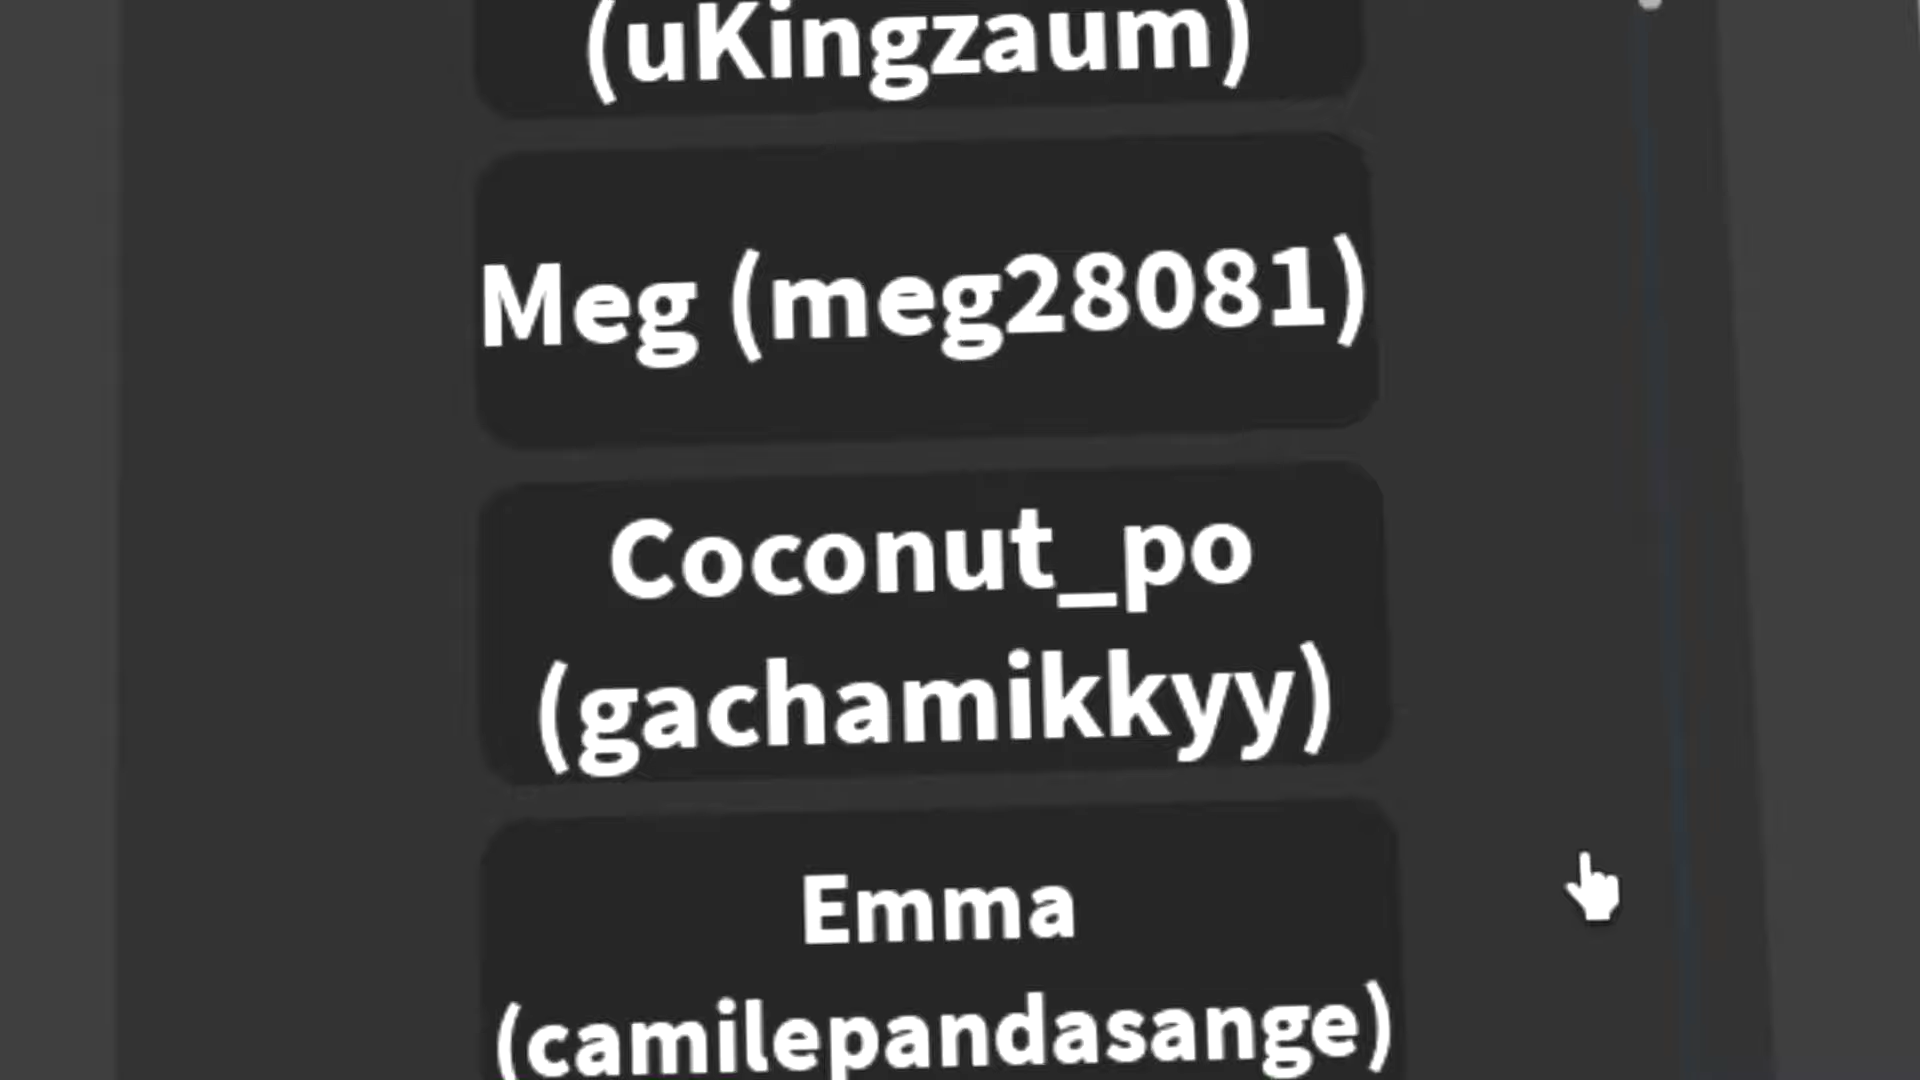 (uKingzaum)
Meg (meg28081)
Coconut_po
(gachamikkyy)
Emma
(camilepandasange)